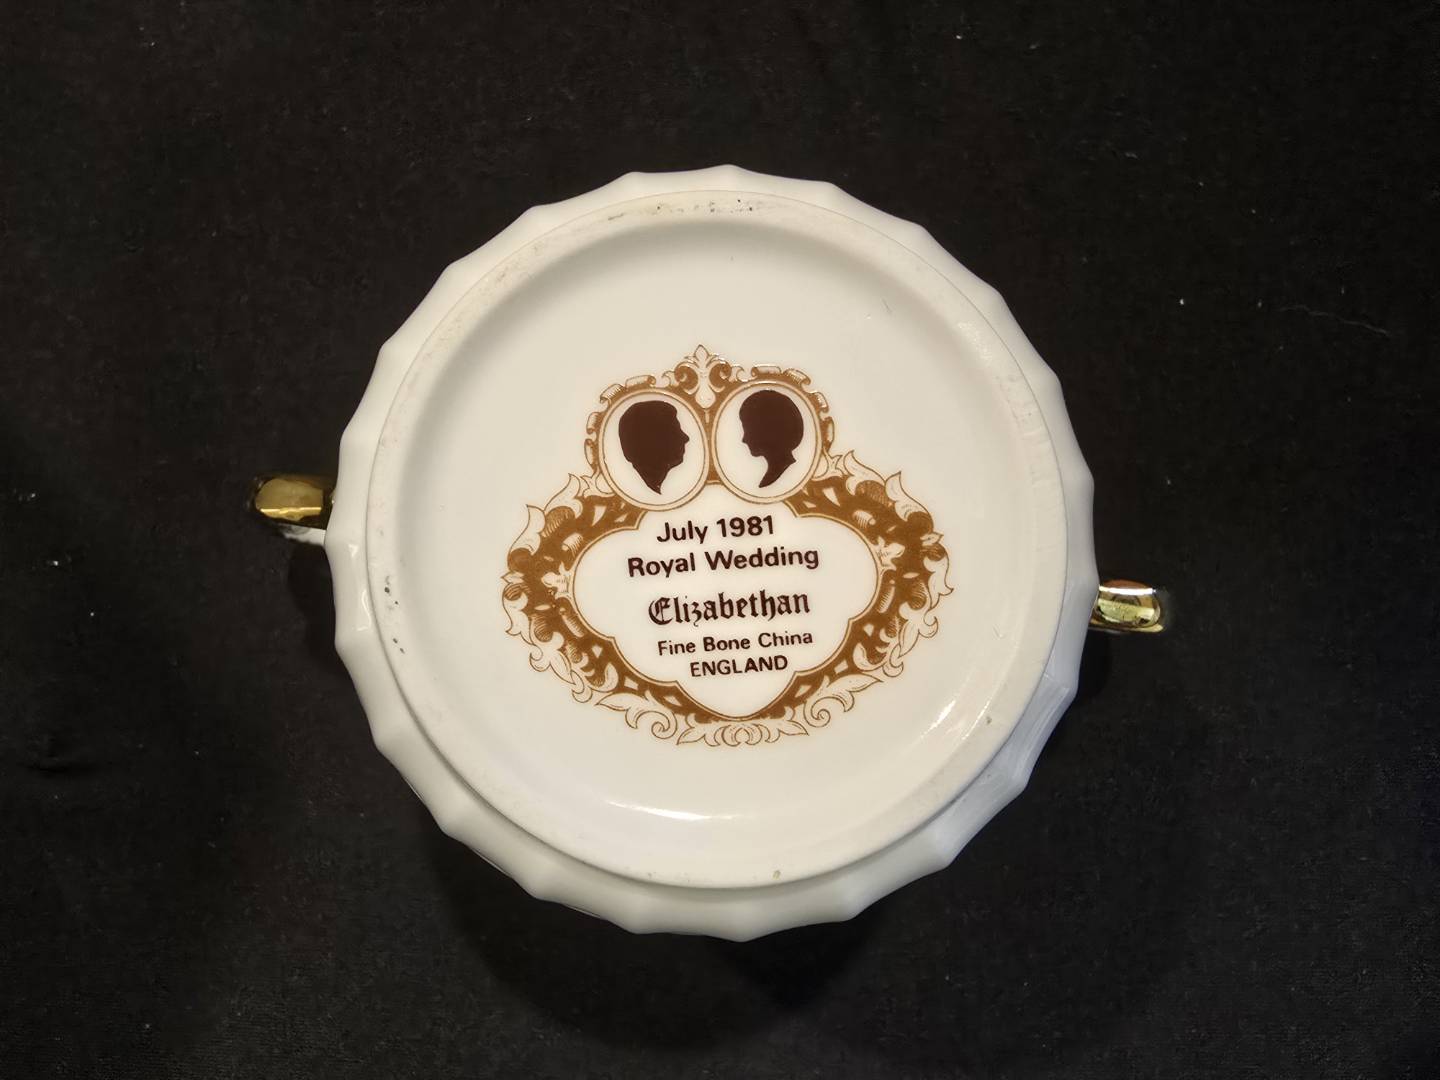 July 1981
Royal Wedding
Elizabethan
Fine Bone China
ENGLAND